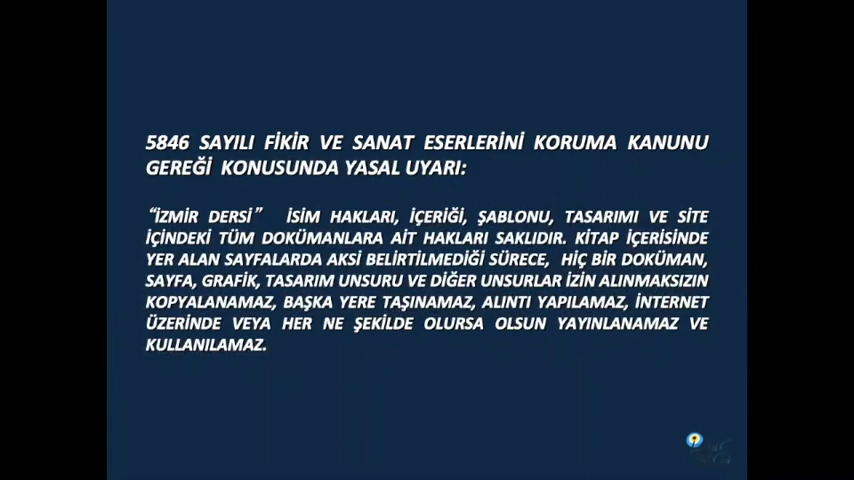 5846 SAYILI FİKİR VE SANAT ESERLERİNİ KORUMA KANUNU
GEREĞİ KONUSUNDA YASAL UYARI:
“İZMİR DERSİ” İSİM HAKLARI, İÇERİĞİ, ŞABLONU, TASARIMI VE SİTE
İÇİNDEKİ TÜM DOKÜMANLARA AİT HAKLARI SAKLIDIR. KİTAP İÇERİSİNDE
YER ALAN SAYFALARDA AKSİ BELİRTİLMEDİĞİ SÜRECE, HİÇ BİR DOKÜMAN,
SAYFA, GRAFİK, TASARIM UNSURU VE DİĞER UNSURLAR İZİN ALINMAKSIZIN
KOPYALANAMAZ, BAŞKA YERE TAŞINAMAZ, ALINTI YAPILAMAZ, İNTERNET
ÜZERİNDE VEYA HER NE ŞEKİLDE OLURSA OLSUN YAYINLANAMAZ VE
KULLANILAMAZ.